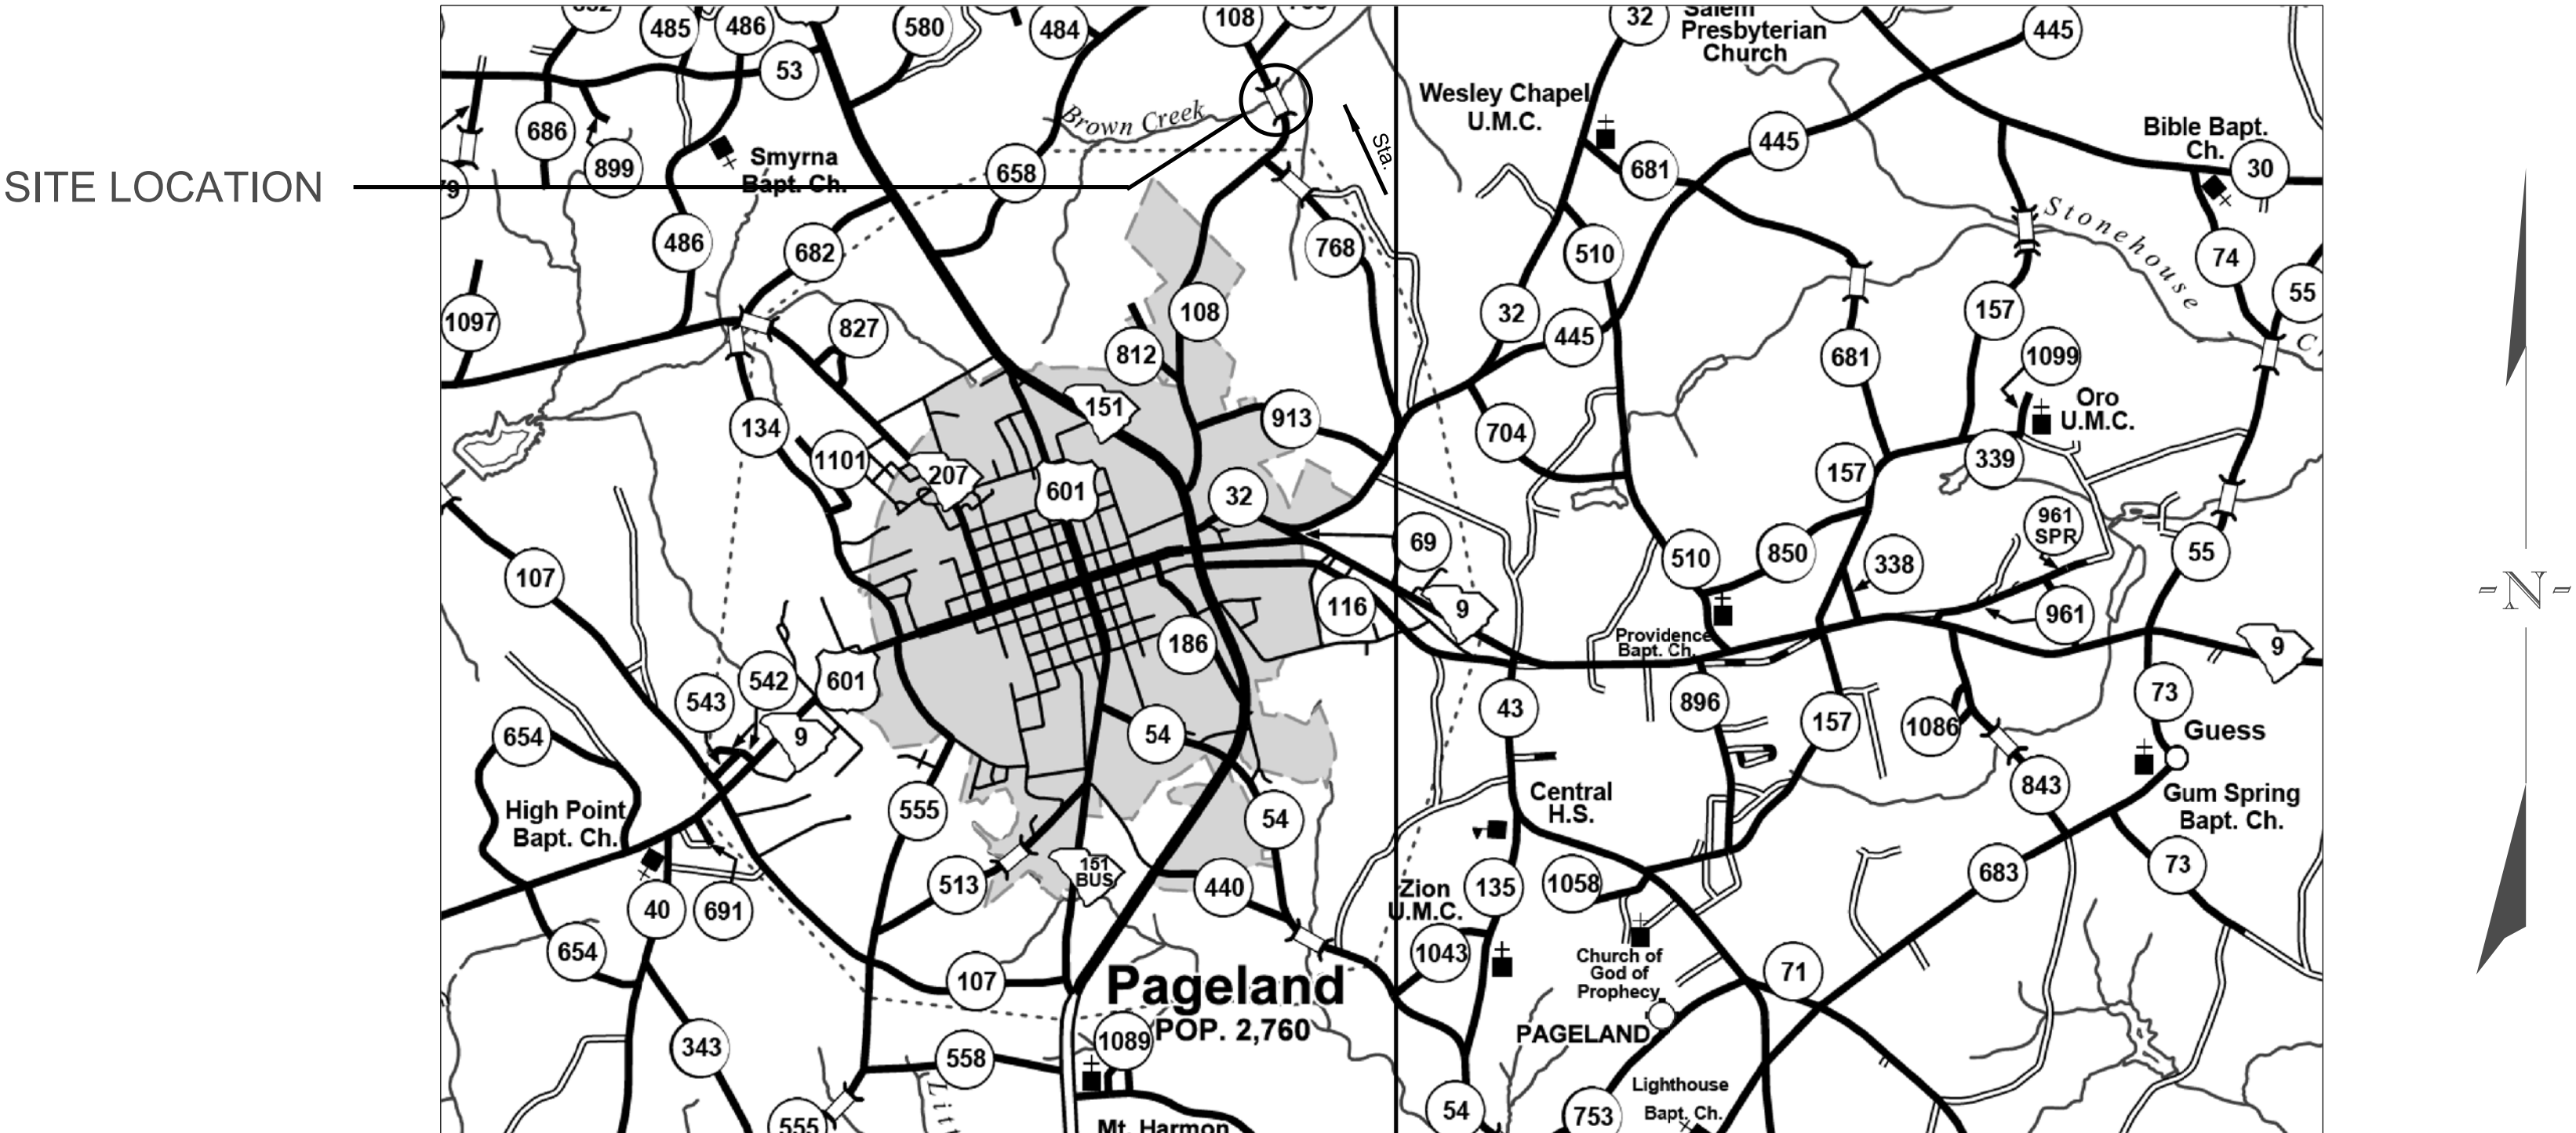 485
486
580
484
108
32
Salem
Presbyterian
Church
445
53
Wesley Chapel
U.M.C.
Brown Creek
686
899
Smyrna
Bapt. Ch.
658
Sta.
681
445
Bible Bapt.
Ch.
30
SITE LOCATION
486
682
768
510
Stonehouse
74
55
1097
827
108
812
32
445
157
681
1099
Oro
U.M.C.
134
151
913
704
1101
207
601
32
157
339
961
SPR
69
510
850
338
55
107
116
9
961
-N-
186
Providence
Bapt. Ch.
9
543
542
601
9
654
54
43
896
157
1086
73
Guess
High Point
Bapt. Ch.
555
54
Central
H.S.
843
Gum Spring
Bapt. Ch.
513
151
BUS
440
Zion
U.M.C.
135
1058
683
73
40
691
654
107
1043
Church of
God of
Prophecy
71
Pageland
POP. 2,760
PAGELAND
343
558
1089
Lighthouse
Bapt. Ch.
555
54
753
Mt. Harmon